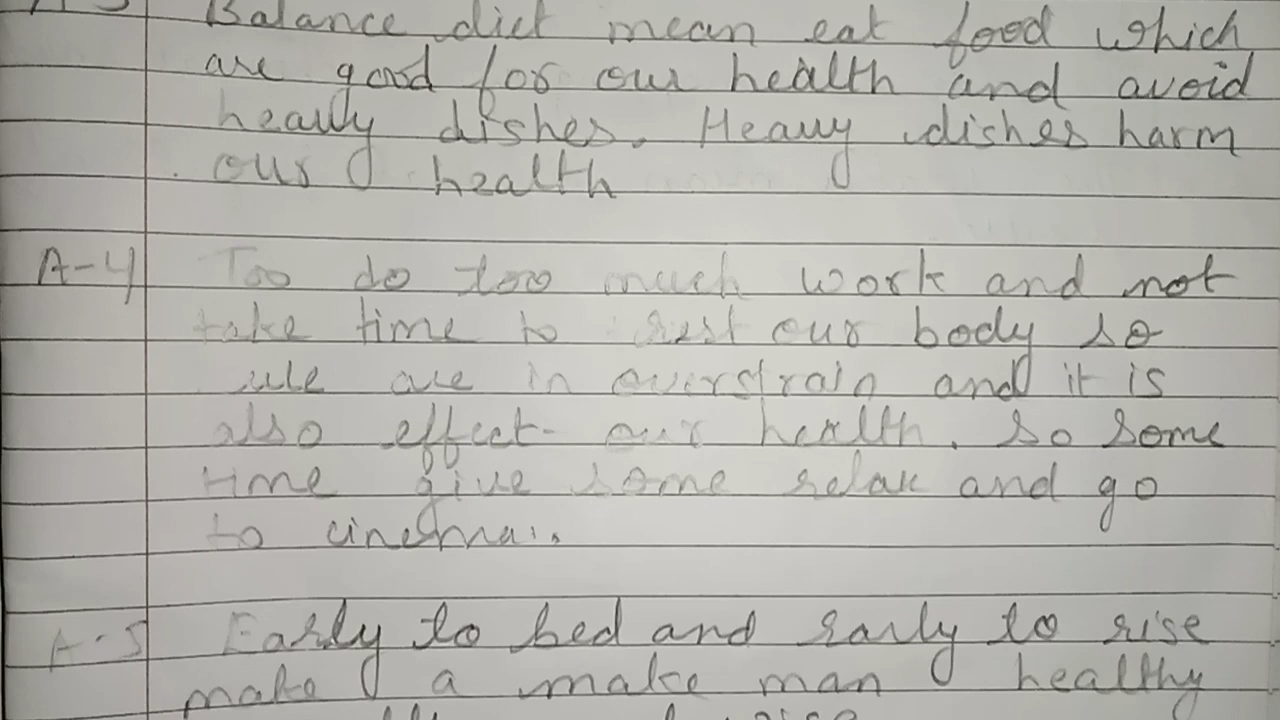 Balance diet mean eat food which
are good for our health and avoid
heavy dishes. Heavy dishes harm
our health
A-4 Too do too much work and not
take time to rest our body so
we are in overstrain and it is
also effect our health. So some
time give some relax and go
to cinema.
A-5 Early to bed and early to rise
make a make man healthy